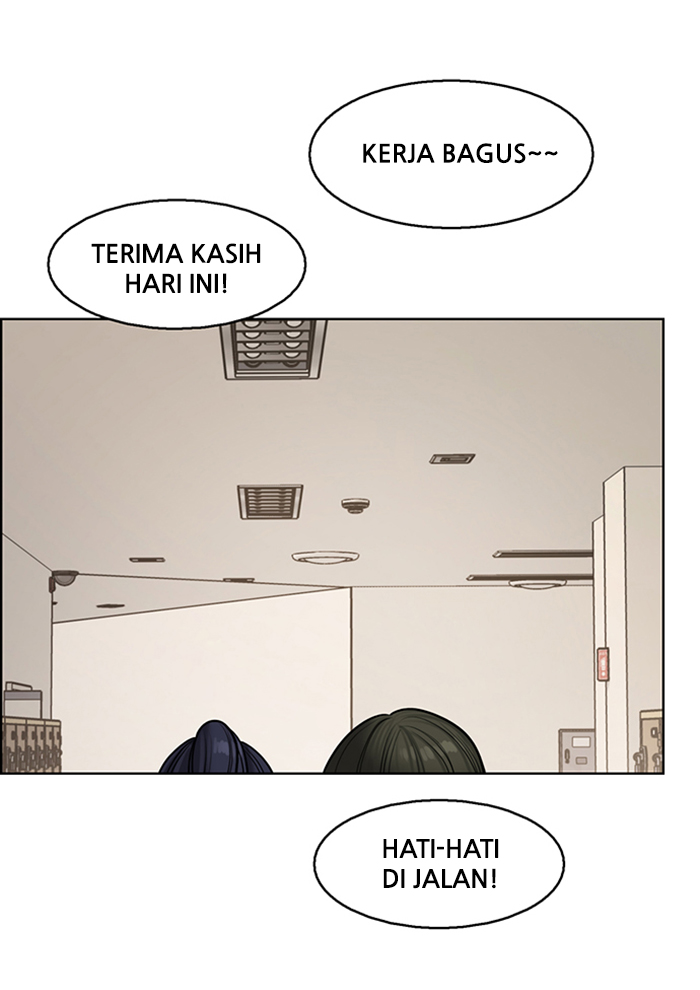 KERJA BAGUS~~
TERIMA KASIH
HARI INI!
HATI-HATI
DI JALAN!